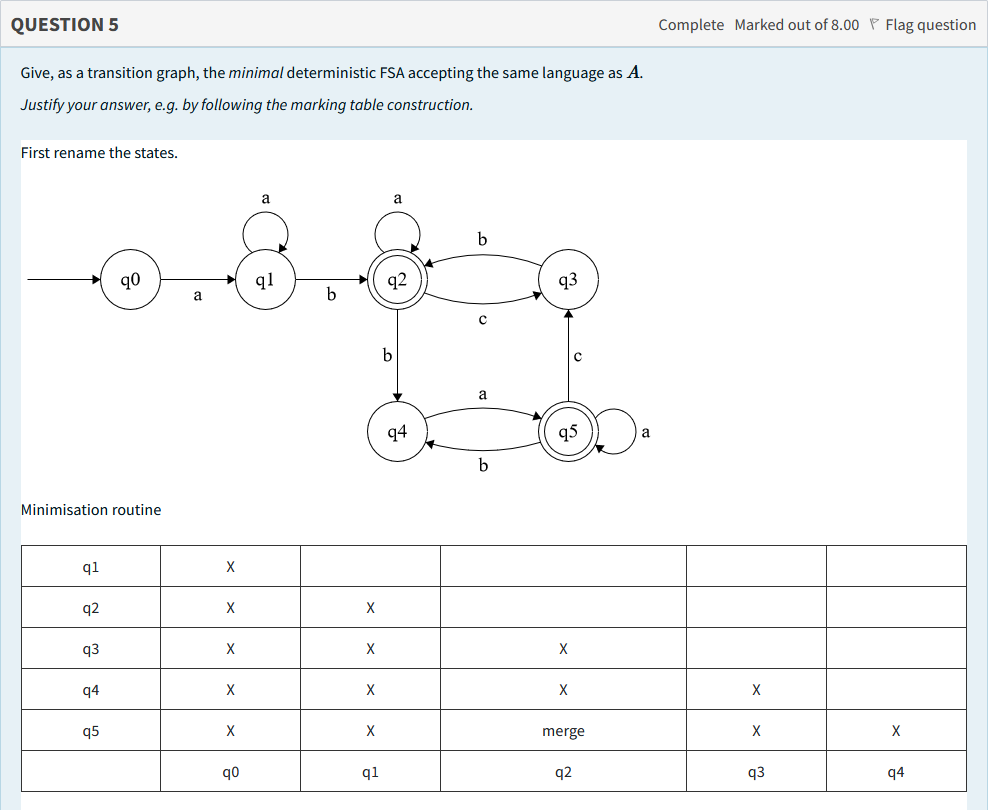 QUESTION 5
Complete Marked out of 8.00 Flag question
Give, as a transition graph, the minimal deterministic FSA accepting the same language as A.
Justify your answer, e.g. by following the marking table construction.
First rename the states.
a a
b
q0 q1 q2 q3
a b
c
b c
a
q4 q5 a
b
Minimisation routine
q1 X
q2 X X
q3 X X X
q4 X X X X
q5 X X merge X X
q0 q1 q2 q3 q4